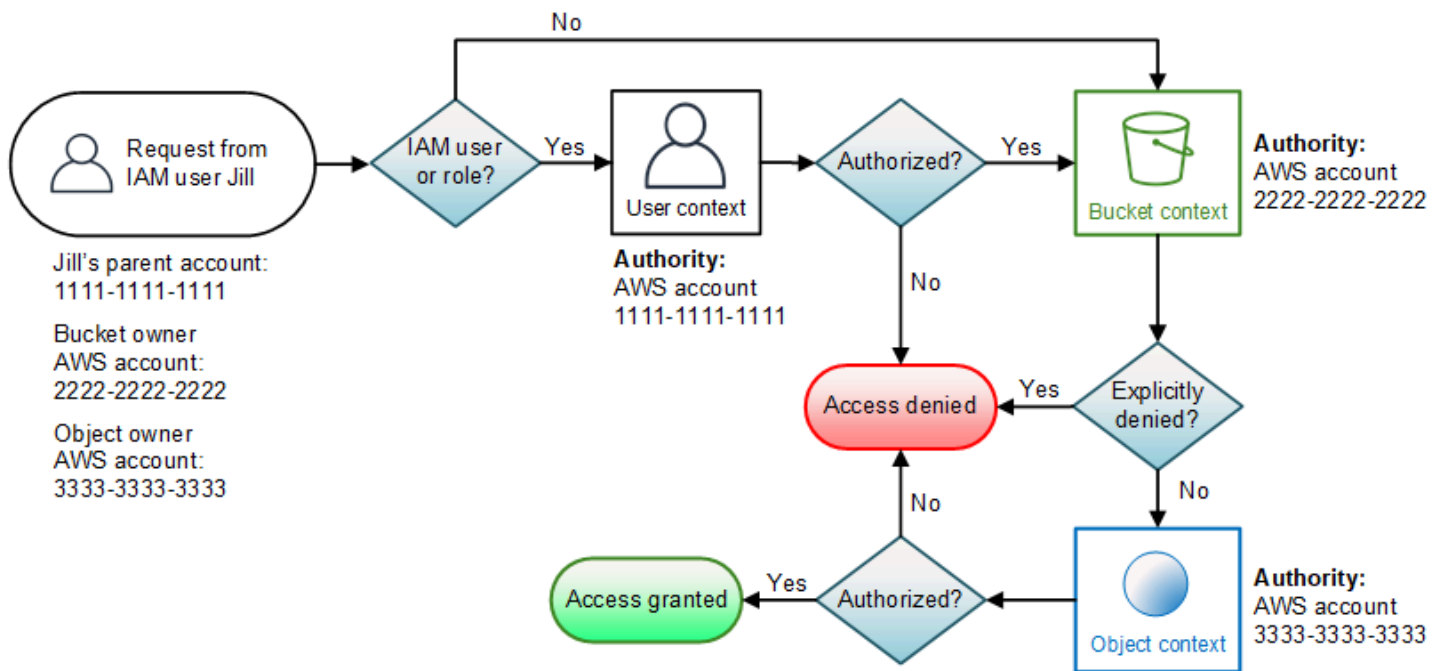 No
Request from
IAM user Jill
IAM user
or role?
Yes
User context
Authorized?
Yes
Bucket context
Authority:
AWS account
2222-2222-2222
Jill's parent account:
1111-1111-1111
Bucket owner
AWS account:
2222-2222-2222
Object owner
AWS account:
3333-3333-3333
Authority:
AWS account
1111-1111-1111
No
Access denied
Yes
Explicitly
denied?
No
No
Access granted
Yes
Authorized?
Object context
Authority:
AWS account
3333-3333-3333